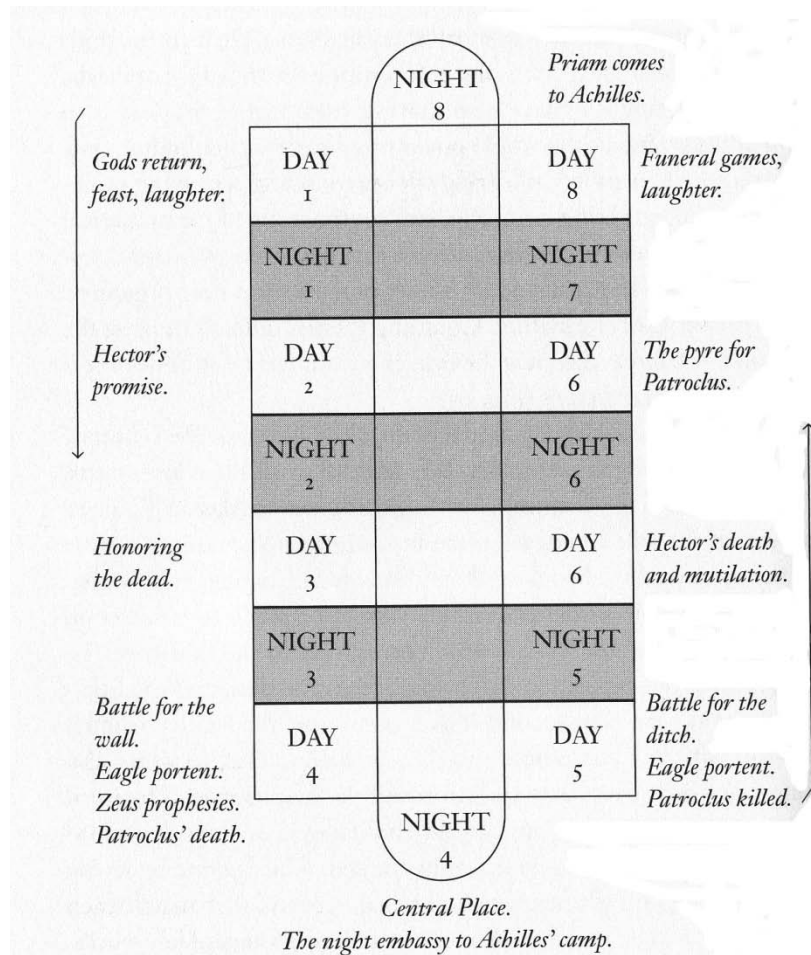 NIGHT
8
Priam comes
to Achilles.
Gods return,
feast, laughter.
DAY
1
DAY
8
Funeral games,
laughter.
NIGHT
1
NIGHT
7
Hector's
promise.
DAY
2
DAY
6
The pyre for
Patroclus.
NIGHT
2
NIGHT
6
Honoring
the dead.
DAY
3
DAY
6
Hector's death
and mutilation.
NIGHT
3
NIGHT
5
Battle for the
wall.
Eagle portent.
Zeus prophesies.
Patroclus' death.
DAY
4
DAY
5
Battle for the
ditch.
Eagle portent.
Patroclus killed.
NIGHT
4
Central Place.
The night embassy to Achilles' camp.